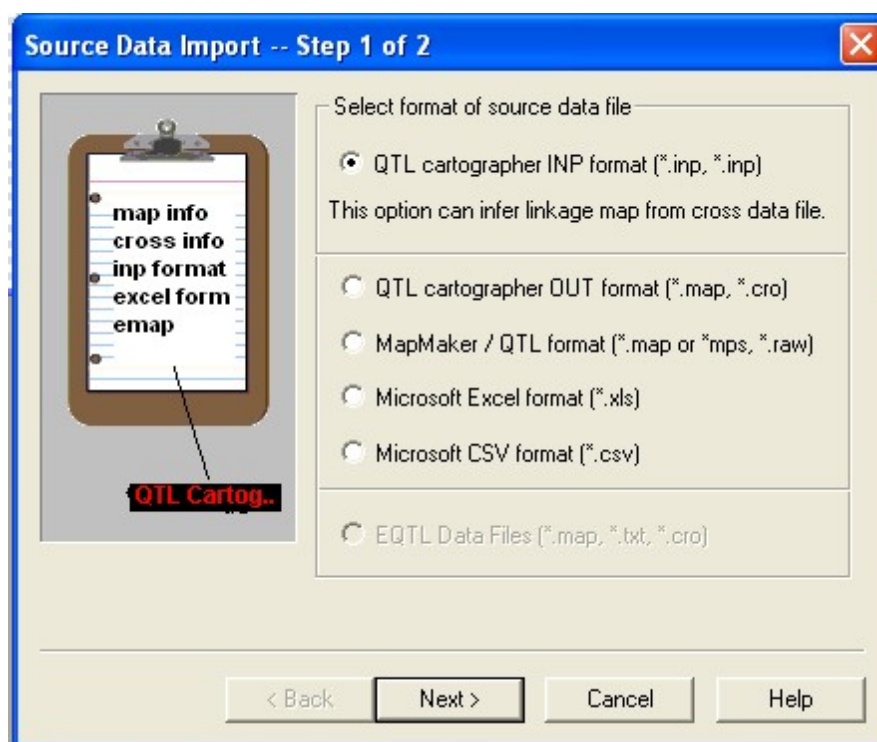 Source Data Import -- Step 1 of 2
map info
cross info
inp format
excel form
emap
QTL Cartog..
Select format of source data file
QTL cartographer INP format (*.inp, *.inp)
This option can infer linkage map from cross data file.
QTL cartographer OUT format (*.map, *.cro)
MapMaker / QTL format (*.map or *mps, *.raw)
Microsoft Excel format (*.xls)
Microsoft CSV format (*.csv)
EQTL Data Files (*.map, *.txt, *.cro)
< Back Next > Cancel Help